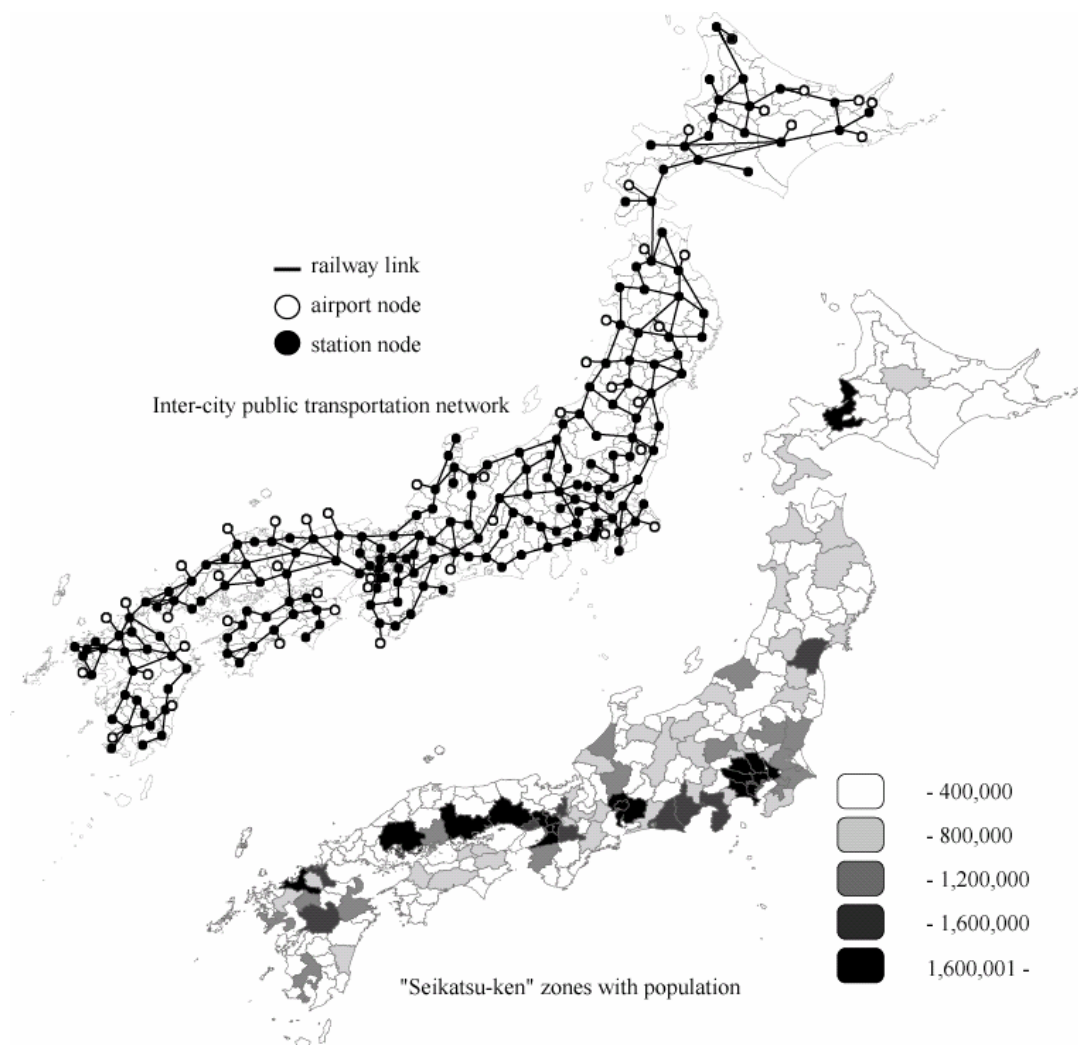 railway link
airport node
station node
Inter-city public transportation network
- 400,000
- 800,000
- 1,200,000
- 1,600,000
1,600,001 -
"Seikatsu-ken" zones with population